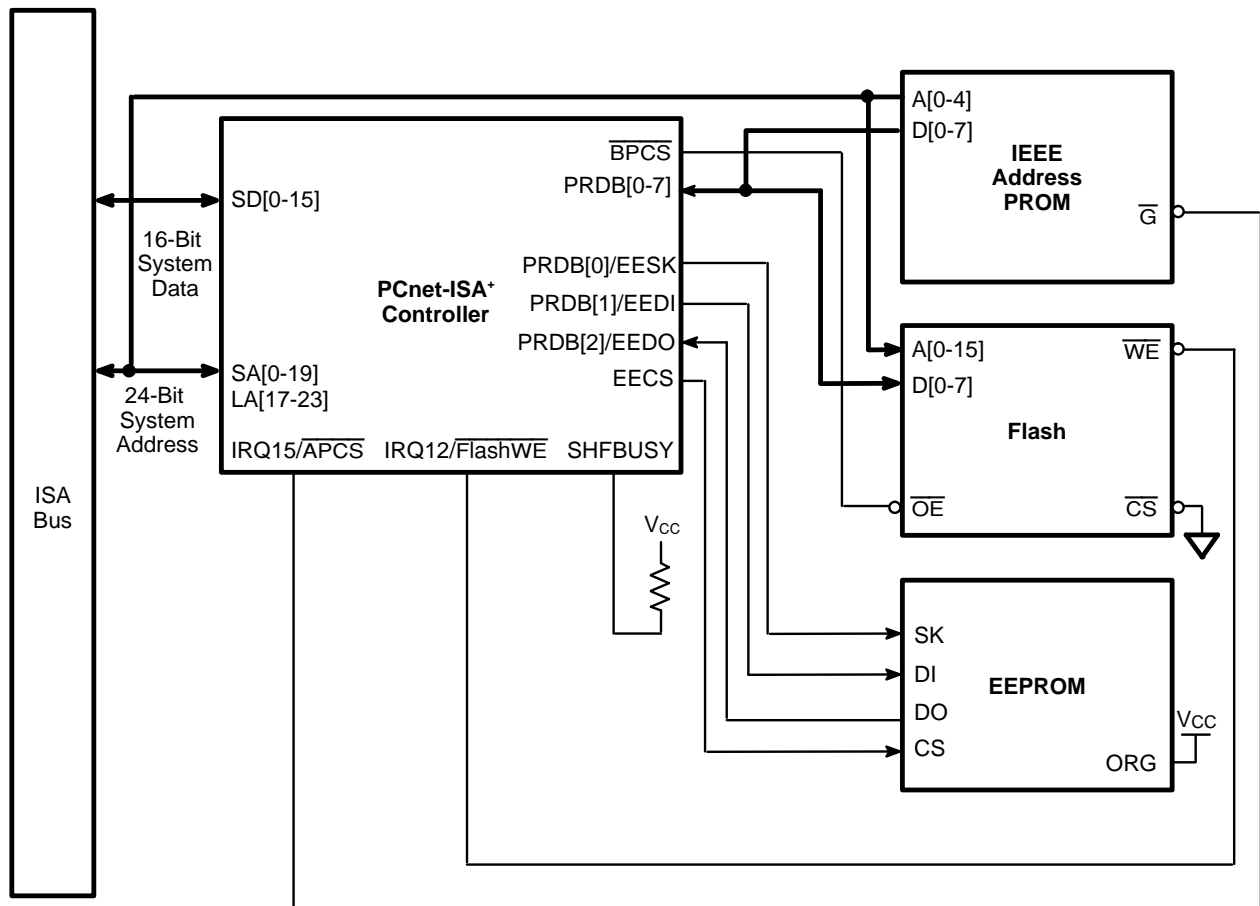 ISA
Bus
16-Bit
System
Data
24-Bit
System
Address
PCnet-ISA+
Controller
SD[0-15]
SA[0-19]
LA[17-23]
BPCS
PRDB[0-7]
PRDB[0]/EESK
PRDB[1]/EEDI
PRDB[2]/EEDO
EECS
IRQ15/APCS
IRQ12/FlashWE
SHFBUSY
VCC
A[0-4]
D[0-7]
IEEE
Address
PROM
G
A[0-15]
D[0-7]
WE
Flash
OE
CS
SK
DI
DO
CS
EEPROM
ORG
VCC